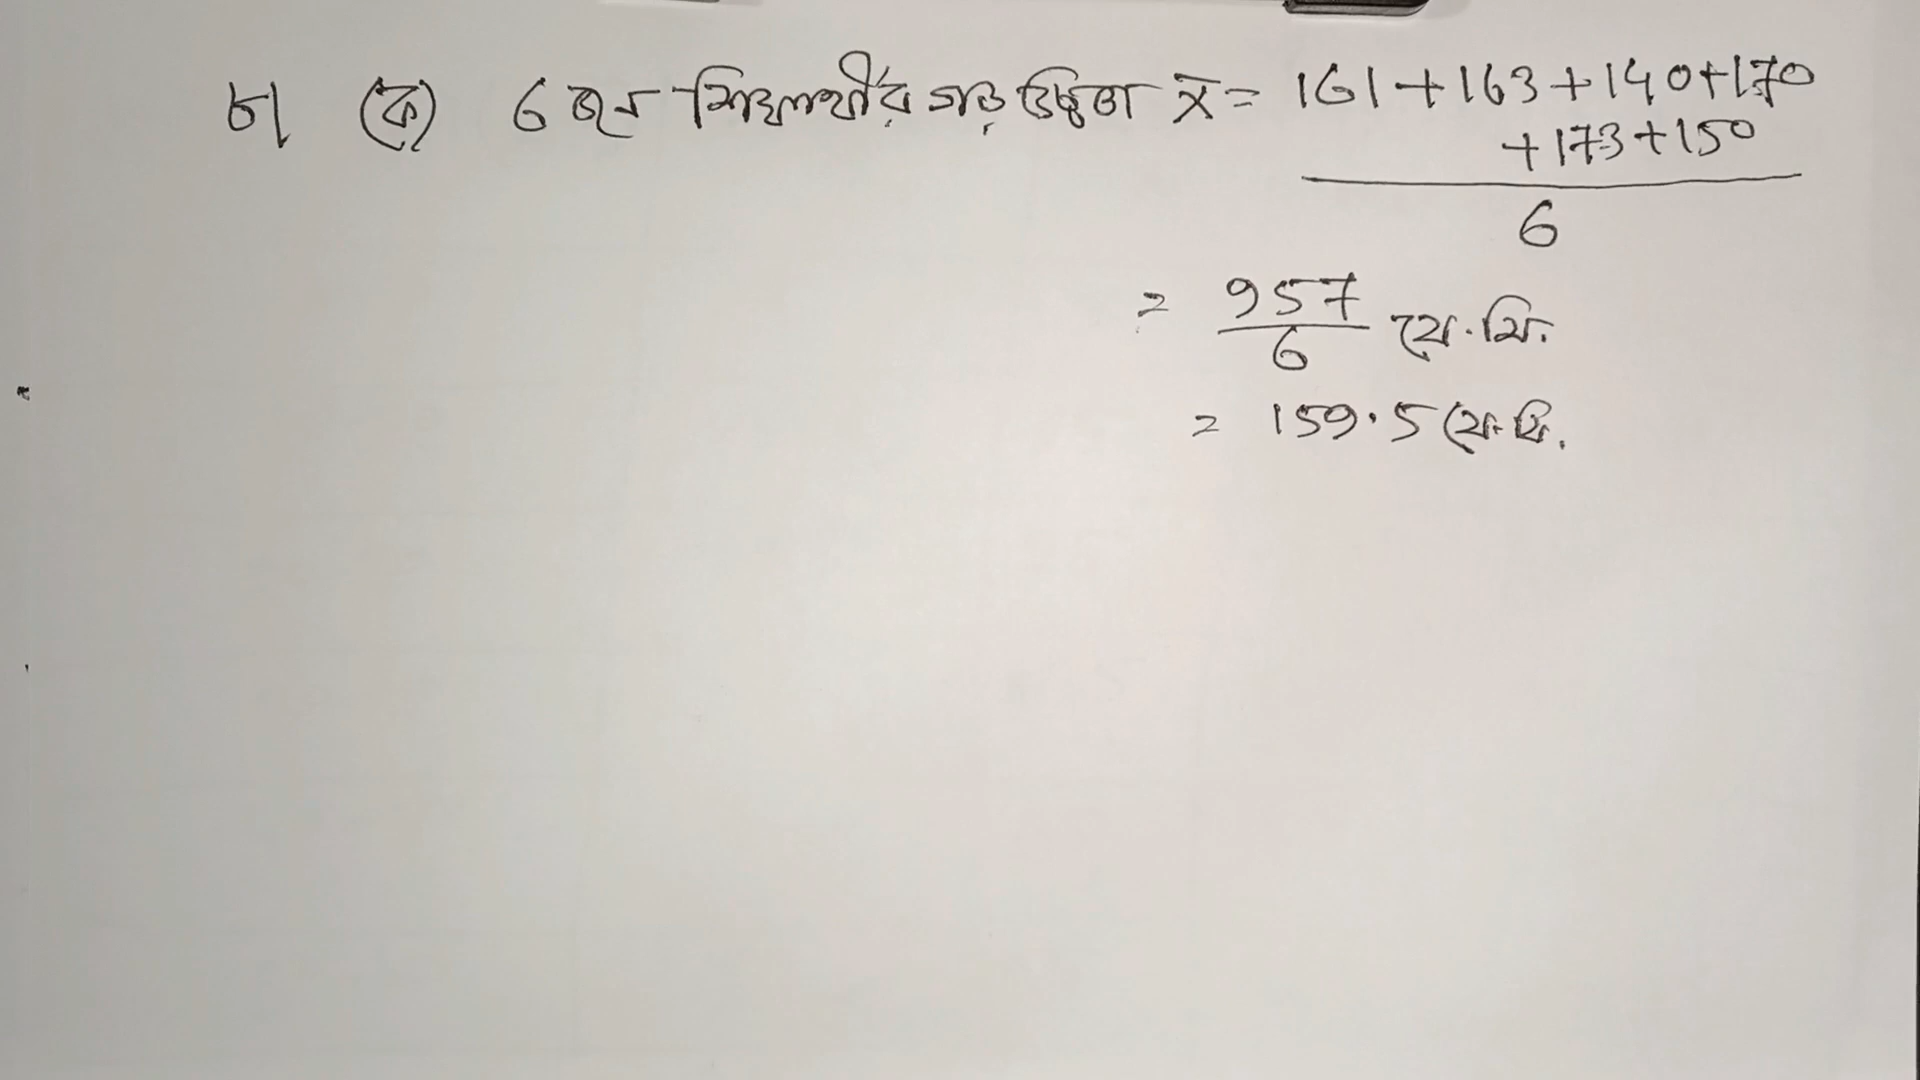 ৮। (ক) 6 জন শিক্ষার্থীর গড় উচ্চতা x̄ = 161 + 163 + 140 + 170
+ 173 + 150
6
= 957
6 সে.মি.
= 159.5 সে.মি.